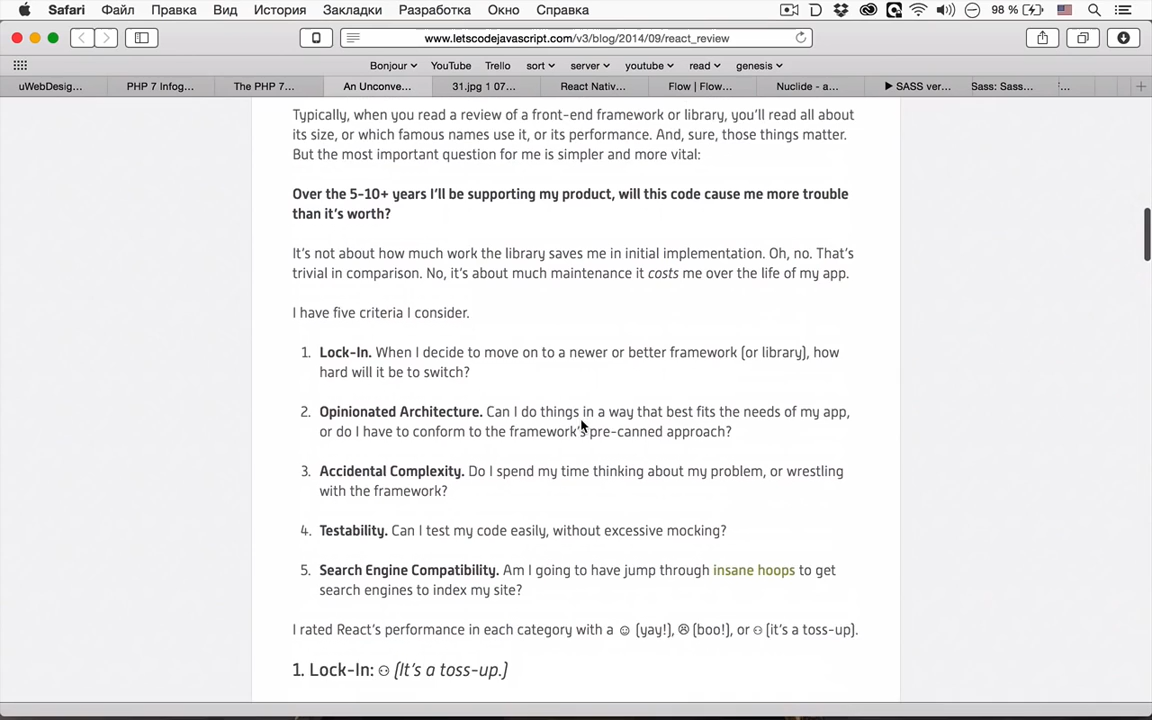 Safari Файл Правка Вид История Закладки Разработка Окно Справка 98 %
www.letscodejavascript.com/v3/blog/2014/09/react_review
Bonjour YouTube Trello sort server youtube read genesis
uWebDesig... PHP 7 Infog... The PHP 7... An Unconve... 31.jpg 1 07... React Nativ... Flow | Flow... Nuclide - a... ▶ SASS ver... Sass: Sass...
Typically, when you read a review of a front-end framework or library, you'll read all about
its size, or which famous names use it, or its performance. And, sure, those things matter.
But the most important question for me is simpler and more vital:
Over the 5-10+ years I'll be supporting my product, will this code cause me more trouble
than it's worth?
It's not about how much work the library saves me in initial implementation. Oh, no. That's
trivial in comparison. No, it's about much maintenance it costs me over the life of my app.
I have five criteria I consider.
1. Lock-In. When I decide to move on to a newer or better framework (or library), how
hard will it be to switch?
2. Opinionated Architecture. Can I do things in a way that best fits the needs of my app,
or do I have to conform to the framework's pre-canned approach?
3. Accidental Complexity. Do I spend my time thinking about my problem, or wrestling
with the framework?
4. Testability. Can I test my code easily, without excessive mocking?
5. Search Engine Compatibility. Am I going to have jump through insane hoops to get
search engines to index my site?
I rated React's performance in each category with a ☺ (yay!), ☹ (boo!), or ⚇ (it's a toss-up).
1. Lock-In: ⚇ (It's a toss-up.)